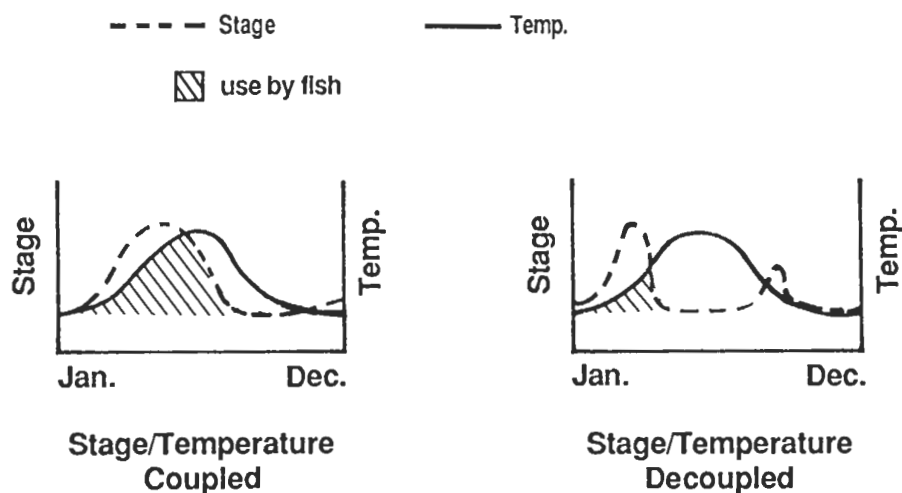 Stage
Temp.
use by fish
Stage
Temp.
Jan.
Dec.
Stage/Temperature
Coupled
Stage
Temp.
Jan.
Dec.
Stage/Temperature
Decoupled